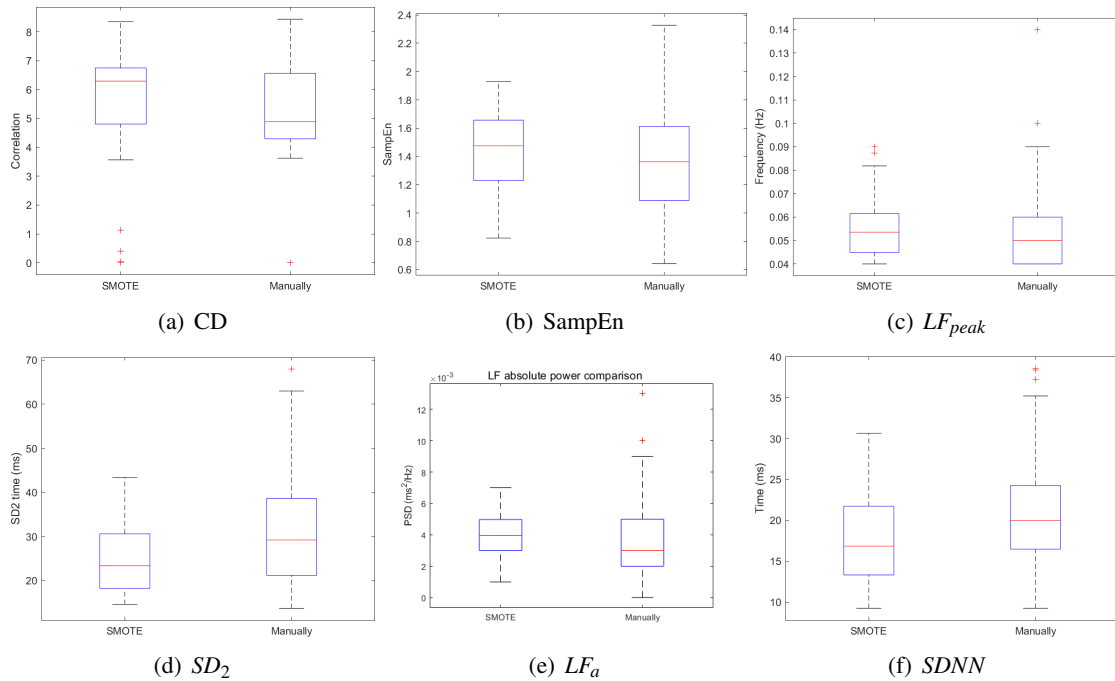 8
7
6
5
4
3
2
1
0
Correlation
SMOTE Manually
(a) CD
2.4
2.2
2
1.8
1.6
1.4
1.2
1
0.8
0.6
SampEn
SMOTE Manually
(b) SampEn
0.14
0.13
0.12
0.11
0.1
0.09
0.08
0.07
0.06
0.05
0.04
Frequency (Hz)
SMOTE Manually
(c) LF_peak
70
60
50
40
30
20
SD2 time (ms)
SMOTE Manually
(d) SD₂
LF absolute power comparison
×10⁻³
12
10
8
6
4
2
0
PSD (ms²/Hz)
SMOTE Manually
(e) LFₐ
40
35
30
25
20
15
10
Time (ms)
SMOTE Manually
(f) SDNN